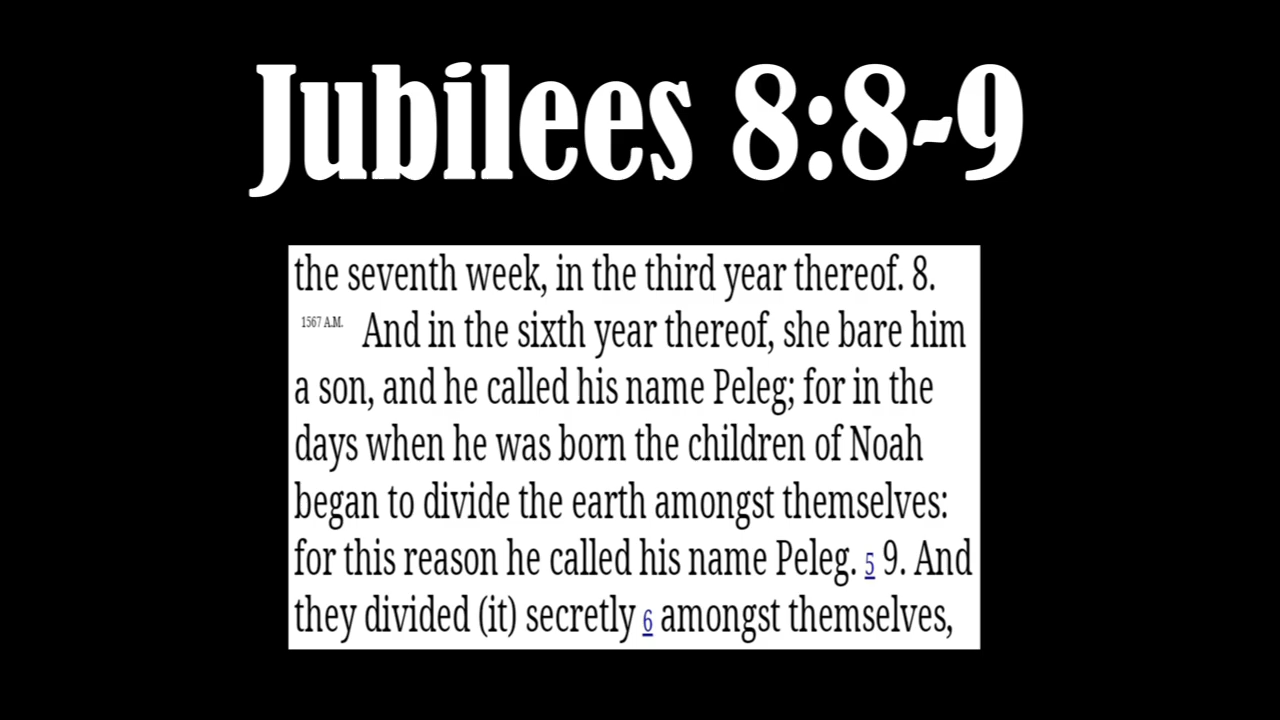 Jubilees 8:8-9
the seventh week, in the third year thereof. 8.
1567 A.M. And in the sixth year thereof, she bare him
a son, and he called his name Peleg; for in the
days when he was born the children of Noah
began to divide the earth amongst themselves:
for this reason he called his name Peleg. 5 9. And
they divided (it) secretly 6 amongst themselves,